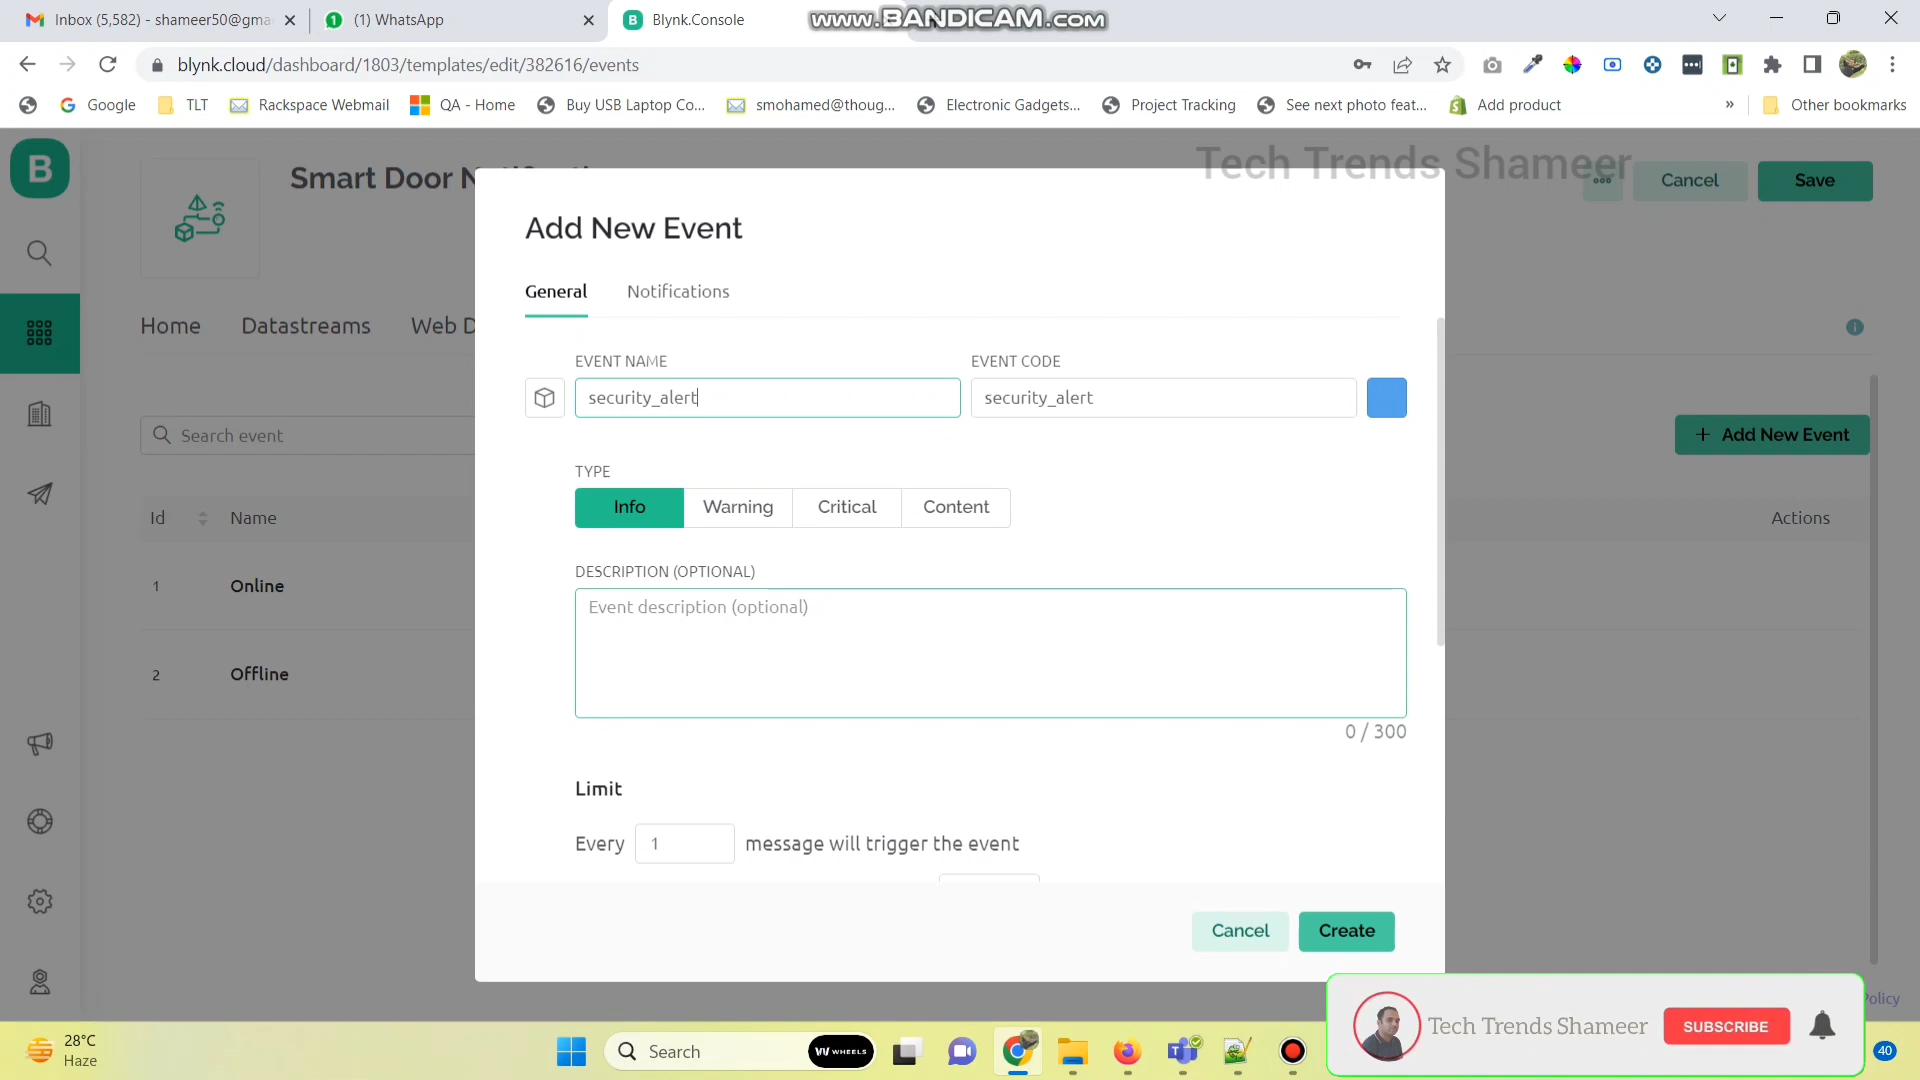 Inbox (5,582) - shameer50@gma
(1) WhatsApp
Blynk.Console
www.BANDICAM.com
blynk.cloud/dashboard/1803/templates/edit/382616/events
Google
TLT
Rackspace Webmail
QA - Home
Buy USB Laptop Co...
smohamed@thoug...
Electronic Gadgets...
Project Tracking
See next photo feat...
Add product
»
Other bookmarks
B
Smart Door
Tech Trends Shameer
Cancel
Save
Add New Event
General
Notifications
Home
Datastreams
Web D
EVENT NAME
EVENT CODE
security_alert
security_alert
Search event
+ Add New Event
TYPE
Info
Warning
Critical
Content
Id
Name
Actions
DESCRIPTION (OPTIONAL)
Event description (optional)
1
Online
2
Offline
0 / 300
Limit
Every 1 message will trigger the event
Cancel
Create
Policy
28°C
Haze
Search
WHEELS
Tech Trends Shameer
SUBSCRIBE
40